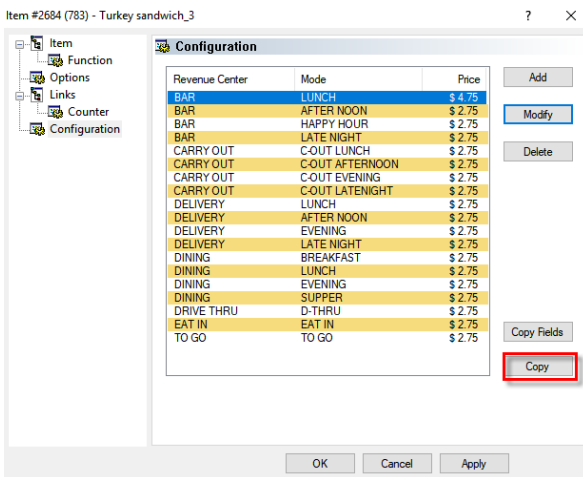 Item #2684 (783) - Turkey sandwich_3 ? ×
Item
Function
Options
Links
Counter
Configuration
Configuration
Revenue Center Mode Price
BAR LUNCH $ 4.75
BAR AFTER NOON $ 2.75
BAR HAPPY HOUR $ 2.75
BAR LATE NIGHT $ 2.75
CARRY OUT C-OUT LUNCH $ 2.75
CARRY OUT C-OUT AFTERNOON $ 2.75
CARRY OUT C-OUT EVENING $ 2.75
CARRY OUT C-OUT LATENIGHT $ 2.75
DELIVERY LUNCH $ 2.75
DELIVERY AFTER NOON $ 2.75
DELIVERY EVENING $ 2.75
DELIVERY LATE NIGHT $ 2.75
DINING BREAKFAST $ 2.75
DINING LUNCH $ 2.75
DINING EVENING $ 2.75
DINING SUPPER $ 2.75
DRIVE THRU D-THRU $ 2.75
EAT IN EAT IN $ 2.75
TO GO TO GO $ 2.75
Add
Modify
Delete
Copy Fields
Copy
OK Cancel Apply